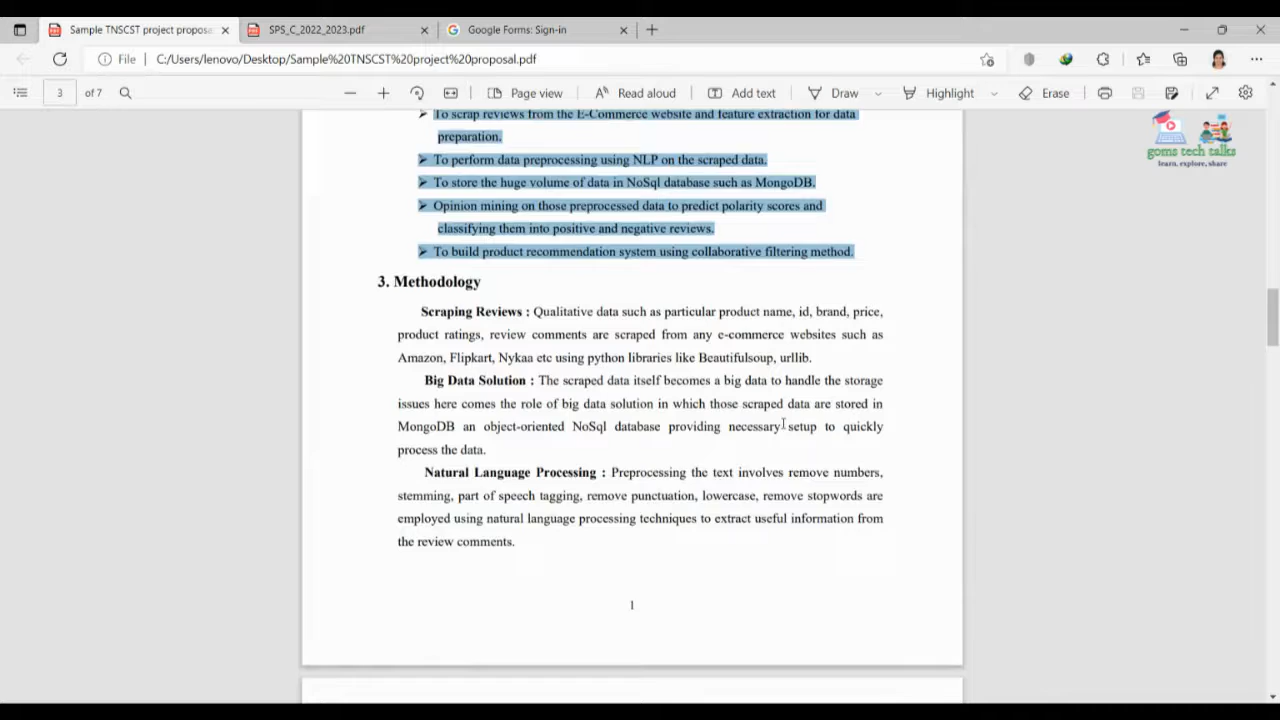 Sample TNSCST project proposa
SPS_C_2022_2023.pdf
Google Forms: Sign-in
File
C:/Users/lenovo/Desktop/Sample%20TNSCST%20project%20proposal.pdf
3 of 7
Page view
Read aloud
Add text
Draw
Highlight
Erase
goms tech talks
learn, explore, share
➢ To scrap reviews from the E-Commerce website and feature extraction for data
preparation.
➢ To perform data preprocessing using NLP on the scraped data.
➢ To store the huge volume of data in NoSql database such as MongoDB.
➢ Opinion mining on those preprocessed data to predict polarity scores and
classifying them into positive and negative reviews.
➢ To build product recommendation system using collaborative filtering method.
3. Methodology
Scraping Reviews : Qualitative data such as particular product name, id, brand, price,
product ratings, review comments are scraped from any e-commerce websites such as
Amazon, Flipkart, Nykaa etc using python libraries like Beautifulsoup, urllib.
Big Data Solution : The scraped data itself becomes a big data to handle the storage
issues here comes the role of big data solution in which those scraped data are stored in
MongoDB an object-oriented NoSql database providing necessary setup to quickly
process the data.
Natural Language Processing : Preprocessing the text involves remove numbers,
stemming, part of speech tagging, remove punctuation, lowercase, remove stopwords are
employed using natural language processing techniques to extract useful information from
the review comments.
1